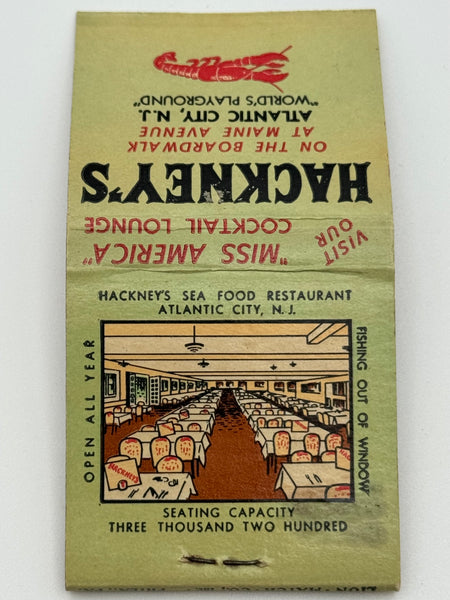 "WORLD'S PLAYGROUND"
ATLANTIC CITY, N. J.
AT MAINE AVENUE
ON THE BOARDWALK
HACKNEY'S
VISIT
OUR
"MISS AMERICA"
COCKTAIL LOUNGE
HACKNEY'S SEA FOOD RESTAURANT
ATLANTIC CITY, N. J.
OPEN ALL YEAR
FISHING OUT OF WINDOW
HACKNEY'S
SEATING CAPACITY
THREE THOUSAND TWO HUNDRED